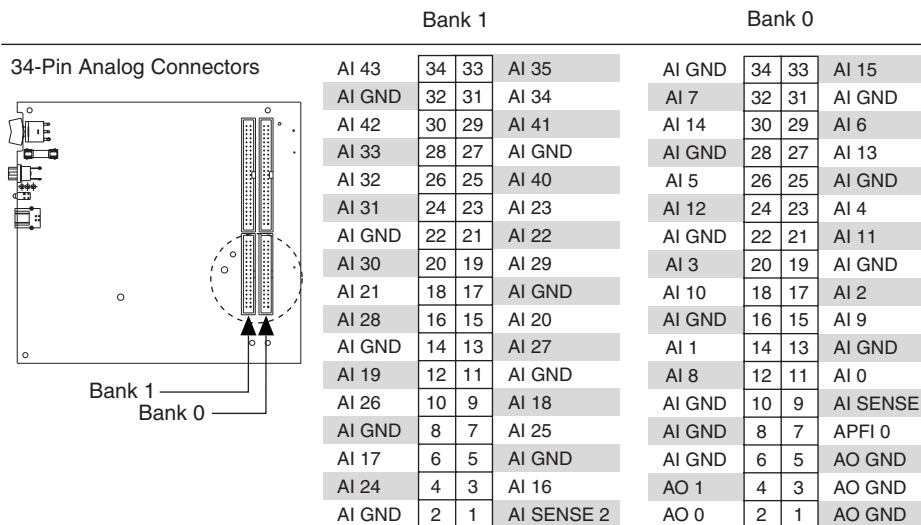 Bank 1 Bank 0
34-Pin Analog Connectors
Bank 1
Bank 0
AI 43 34 33 AI 35
AI GND 32 31 AI 34
AI 42 30 29 AI 41
AI 33 28 27 AI GND
AI 32 26 25 AI 40
AI 31 24 23 AI 23
AI GND 22 21 AI 22
AI 30 20 19 AI 29
AI 21 18 17 AI GND
AI 28 16 15 AI 20
AI GND 14 13 AI 27
AI 19 12 11 AI GND
AI 26 10 9 AI 18
AI GND 8 7 AI 25
AI 17 6 5 AI GND
AI 24 4 3 AI 16
AI GND 2 1 AI SENSE 2
AI GND 34 33 AI 15
AI 7 32 31 AI GND
AI 14 30 29 AI 6
AI GND 28 27 AI 13
AI 5 26 25 AI GND
AI 12 24 23 AI 4
AI GND 22 21 AI 11
AI 3 20 19 AI GND
AI 10 18 17 AI 2
AI GND 16 15 AI 9
AI 1 14 13 AI GND
AI 8 12 11 AI 0
AI GND 10 9 AI SENSE
AI GND 8 7 APFI 0
AI GND 6 5 AO GND
AO 1 4 3 AO GND
AO 0 2 1 AO GND